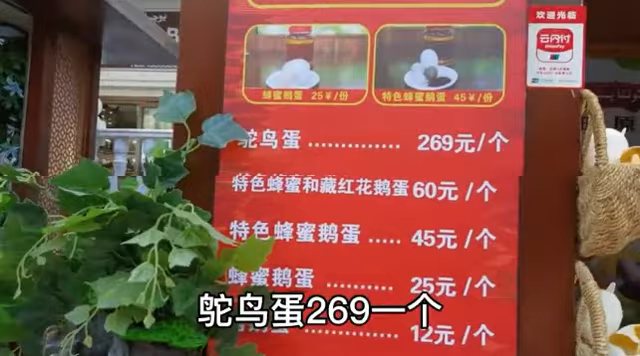 欢迎光临
云闪付
蜂蜜鹅蛋 25¥/份
特色蜂蜜鹅蛋 45¥/份
鸵鸟蛋 ............... 269元/个
特色蜂蜜和藏红花鹅蛋 60元/个
特色蜂蜜鹅蛋 ..... 45元/个
蜂蜜鹅蛋 ........... 25元/个
12元/个
鸵鸟蛋269一个